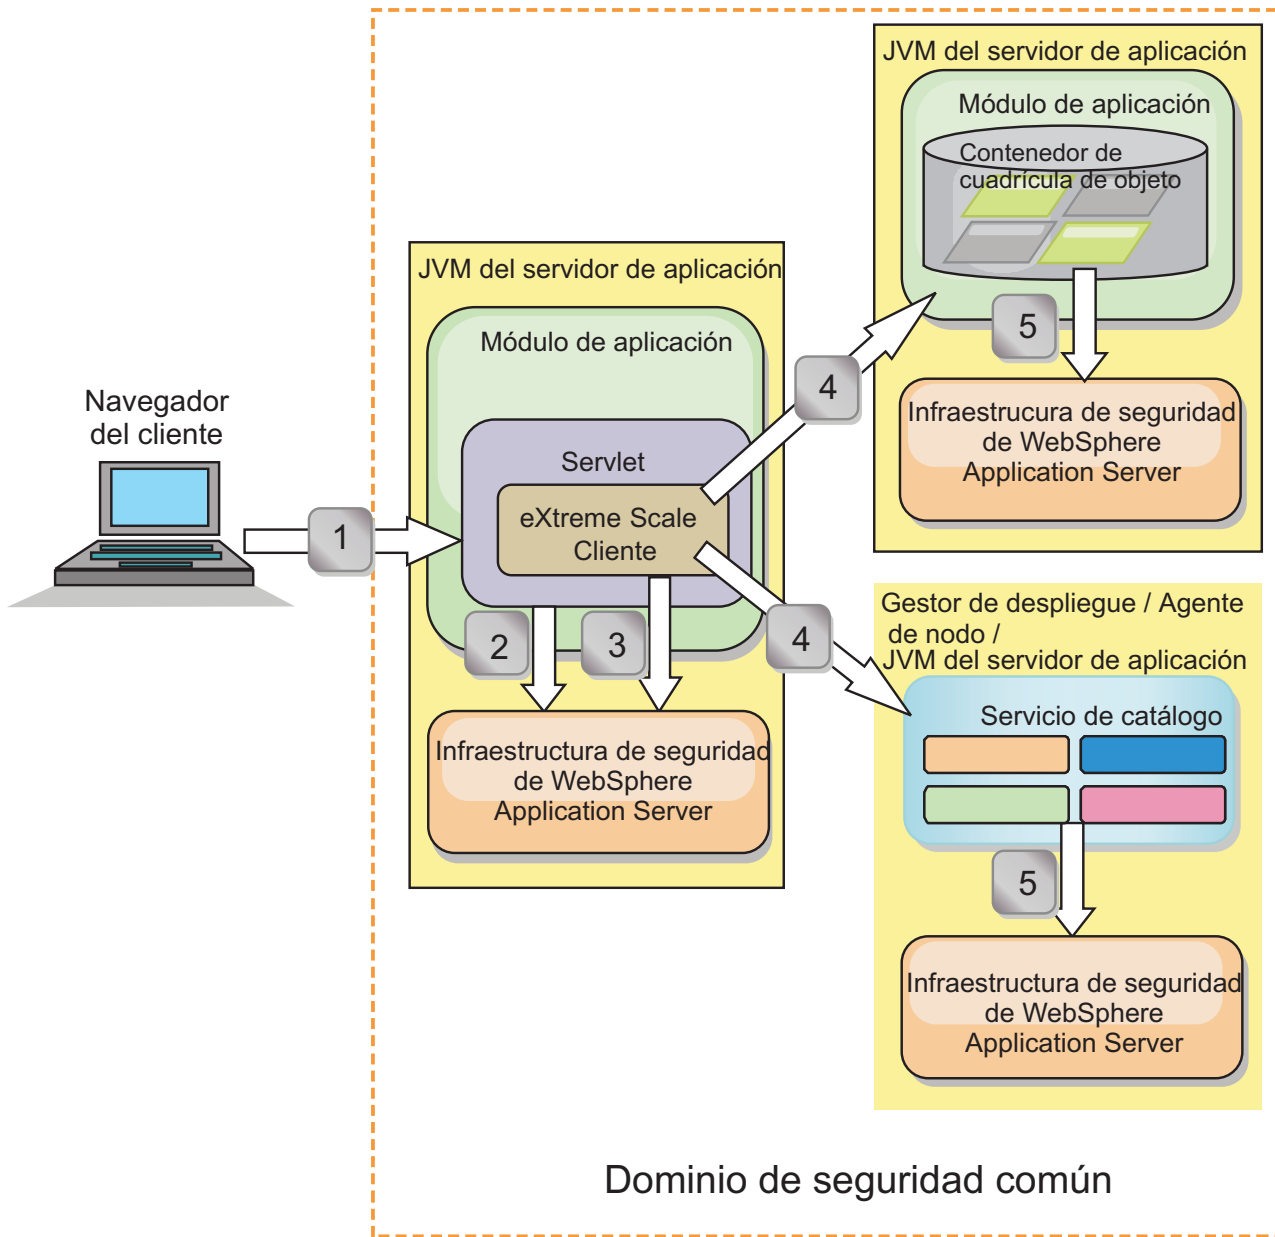 JVM del servidor de aplicación
Módulo de aplicación
Contenedor de
cuadrícula de objeto
5
Infraestrucura de seguridad
de WebSphere
Application Server
JVM del servidor de aplicación
Módulo de aplicación
Servlet
eXtreme Scale
Cliente
4
Navegador
del cliente
1
2
3
4
Infraestructura de seguridad
de WebSphere
Application Server
Gestor de despliegue / Agente
de nodo /
JVM del servidor de aplicación
Servicio de catálogo
5
Infraestructura de seguridad
de WebSphere
Application Server
Dominio de seguridad común